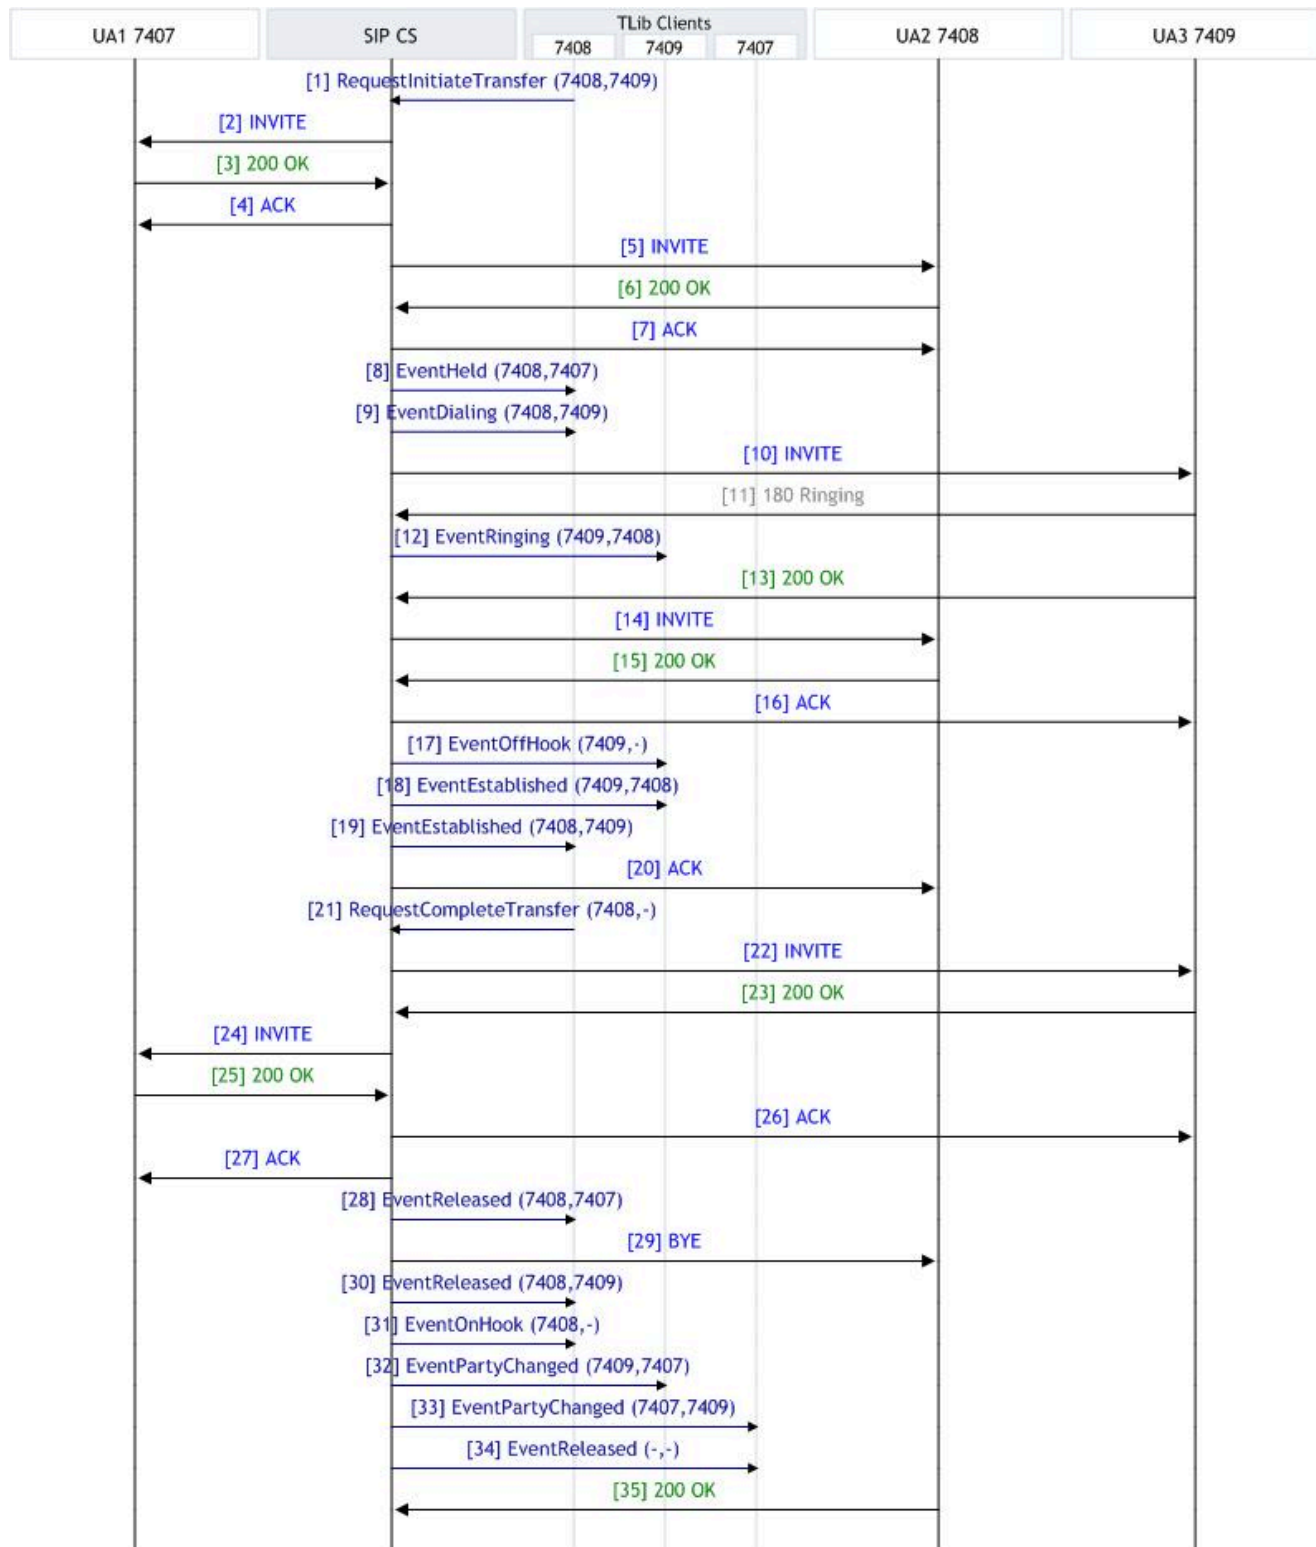 UA1 7407
SIP CS
TLib Clients
7408
7409
7407
UA2 7408
UA3 7409
[1] RequestInitiateTransfer (7408,7409)
[2] INVITE
[3] 200 OK
[4] ACK
[5] INVITE
[6] 200 OK
[7] ACK
[8] EventHeld (7408,7407)
[9] EventDialing (7408,7409)
[10] INVITE
[11] 180 Ringing
[12] EventRinging (7409,7408)
[13] 200 OK
[14] INVITE
[15] 200 OK
[16] ACK
[17] EventOffHook (7409,-)
[18] EventEstablished (7409,7408)
[19] EventEstablished (7408,7409)
[20] ACK
[21] RequestCompleteTransfer (7408,-)
[22] INVITE
[23] 200 OK
[24] INVITE
[25] 200 OK
[26] ACK
[27] ACK
[28] EventReleased (7408,7407)
[29] BYE
[30] EventReleased (7408,7409)
[31] EventOnHook (7408,-)
[32] EventPartyChanged (7409,7407)
[33] EventPartyChanged (7407,7409)
[34] EventReleased (-,-)
[35] 200 OK